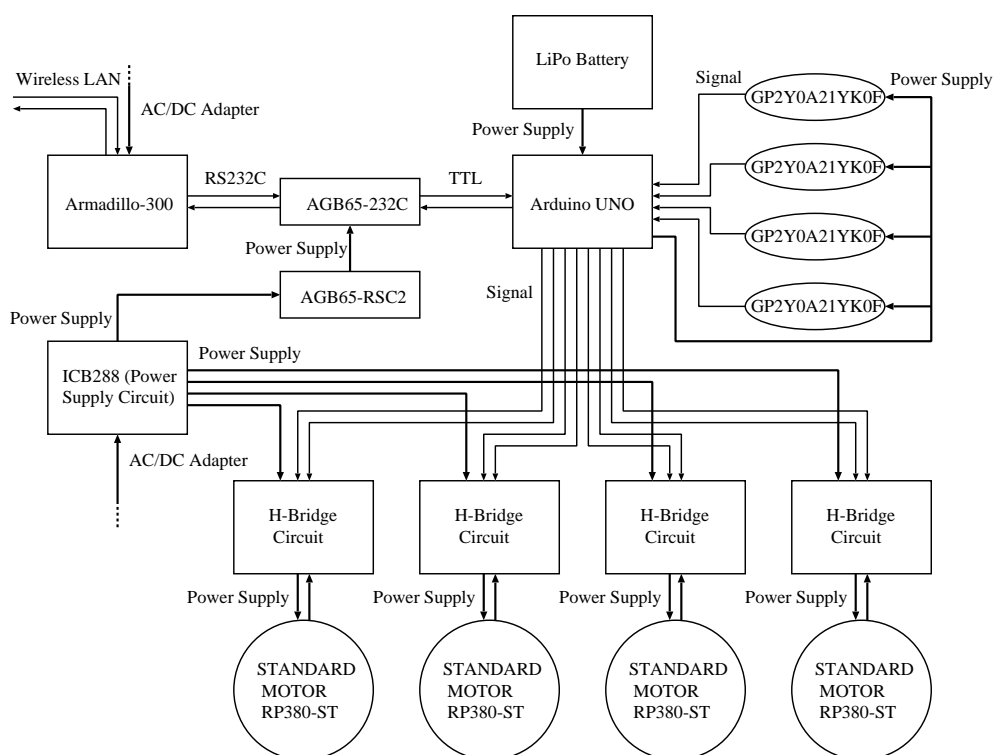 LiPo Battery
Wireless LAN
Signal
Power Supply
AC/DC Adapter
GP2Y0A21YK0F
Power Supply
Armadillo-300
RS232C
AGB65-232C
TTL
Arduino UNO
GP2Y0A21YK0F
GP2Y0A21YK0F
Power Supply
AGB65-RSC2
Signal
GP2Y0A21YK0F
Power Supply
Power Supply
ICB288 (Power
Supply Circuit)
AC/DC Adapter
H-Bridge
Circuit
H-Bridge
Circuit
H-Bridge
Circuit
H-Bridge
Circuit
Power Supply
Power Supply
Power Supply
Power Supply
STANDARD
MOTOR
RP380-ST
STANDARD
MOTOR
RP380-ST
STANDARD
MOTOR
RP380-ST
STANDARD
MOTOR
RP380-ST